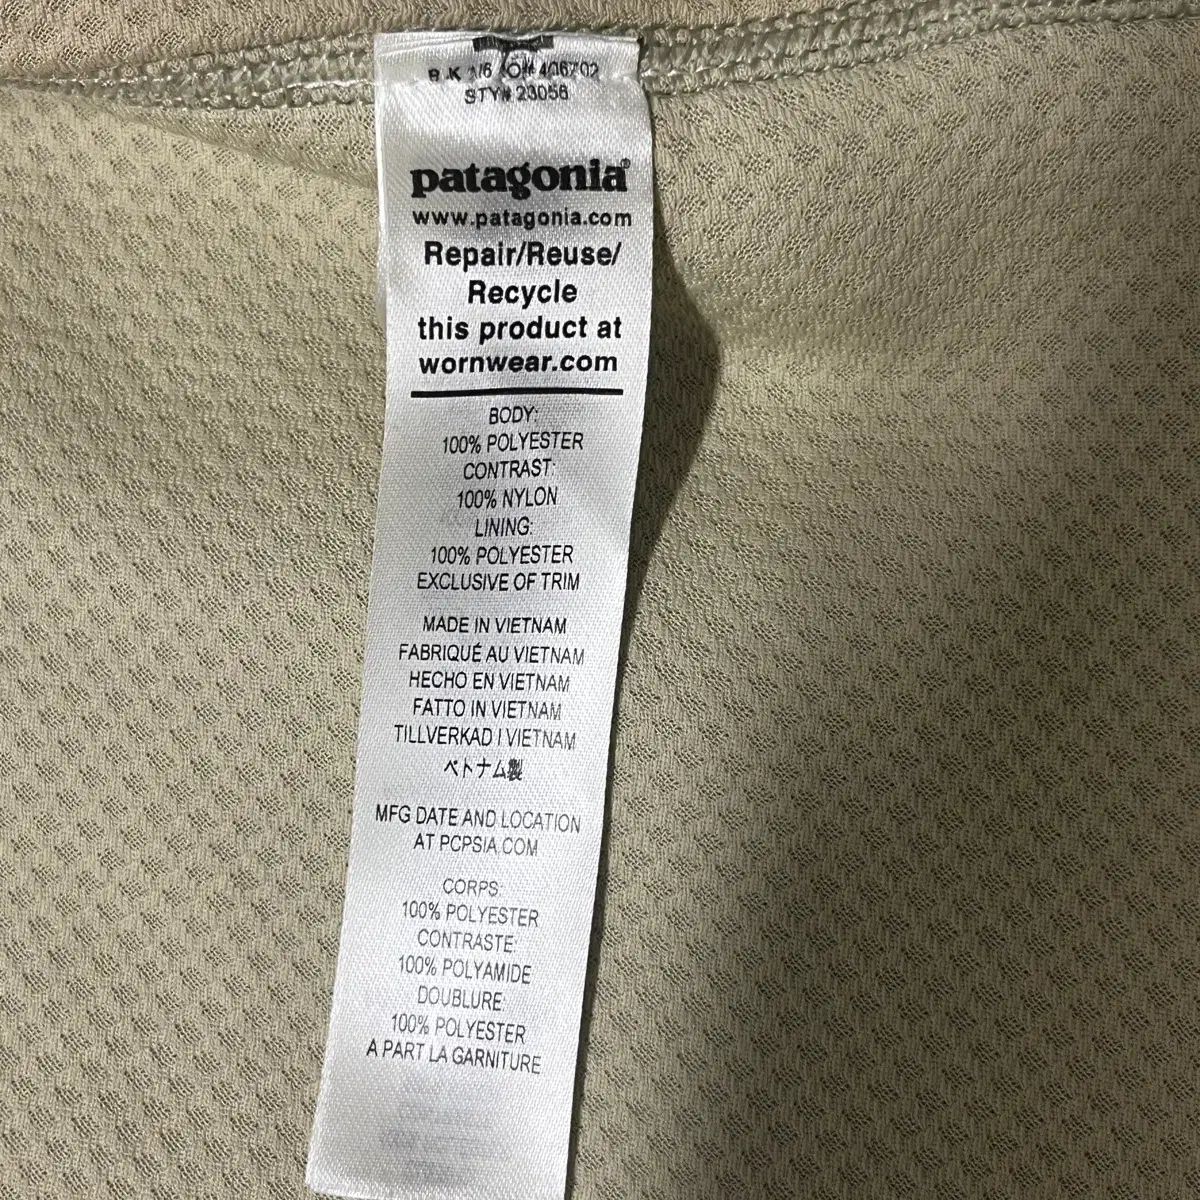 STY# 23056
patagonia®
www.patagonia.com
Repair/Reuse/
Recycle
this product at
wornwear.com
BODY:
100% POLYESTER
CONTRAST:
100% NYLON
LINING:
100% POLYESTER
EXCLUSIVE OF TRIM
MADE IN VIETNAM
FABRIQUÉ AU VIETNAM
HECHO EN VIETNAM
FATTO IN VIETNAM
TILLVERKAD I VIETNAM
ベトナム製
MFG DATE AND LOCATION
AT PCPSIA.COM
CORPS:
100% POLYESTER
CONTRASTE:
100% POLYAMIDE
DOUBLURE:
100% POLYESTER
A PART LA GARNITURE